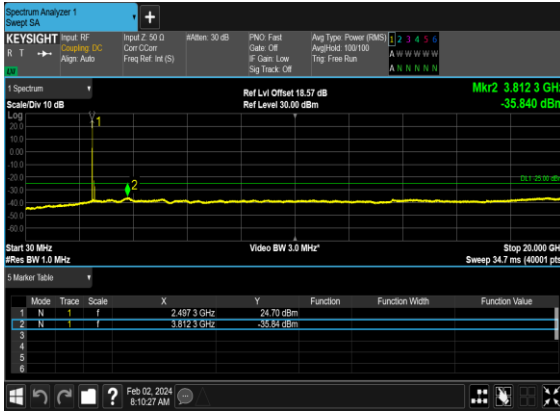 Spectrum Analyzer 1
Swept SA
+
KEYSIGHT Input: RF Input Z: 50 Ω #Atten: 30 dB PNO: Fast Avg Type: Power (RMS) 1 2 3 4 5 6
R T Coupling: DC Corr CCorr Gate: Off Avg|Hold: 100/100 A W W W W W
Align: Auto Freq Ref: Int (S) IF Gain: Low Trig: Free Run
Sig Track: Off A N N N N N
1 Spectrum Ref Lvl Offset 18.57 dB Mkr2 3.812 3 GHz
Scale/Div 10 dB Ref Level 30.00 dBm -35.840 dBm
Log
20.0
10.0
0.00
-10.0
-20.0
-30.0
-40.0
-50.0
-60.0
1
2
Start 30 MHz Video BW 3.0 MHz* Stop 20.000 GH
#Res BW 1.0 MHz Sweep 34.7 ms (40001 pts
5 Marker Table
Mode Trace Scale X Y Function Function Width Function Value
1 N 1 f 2.497 3 GHz 24.70 dBm
2 N 1 f 3.812 3 GHz -35.84 dBm
3
4
5
6
? Feb 02, 2024
8:10:27 AM